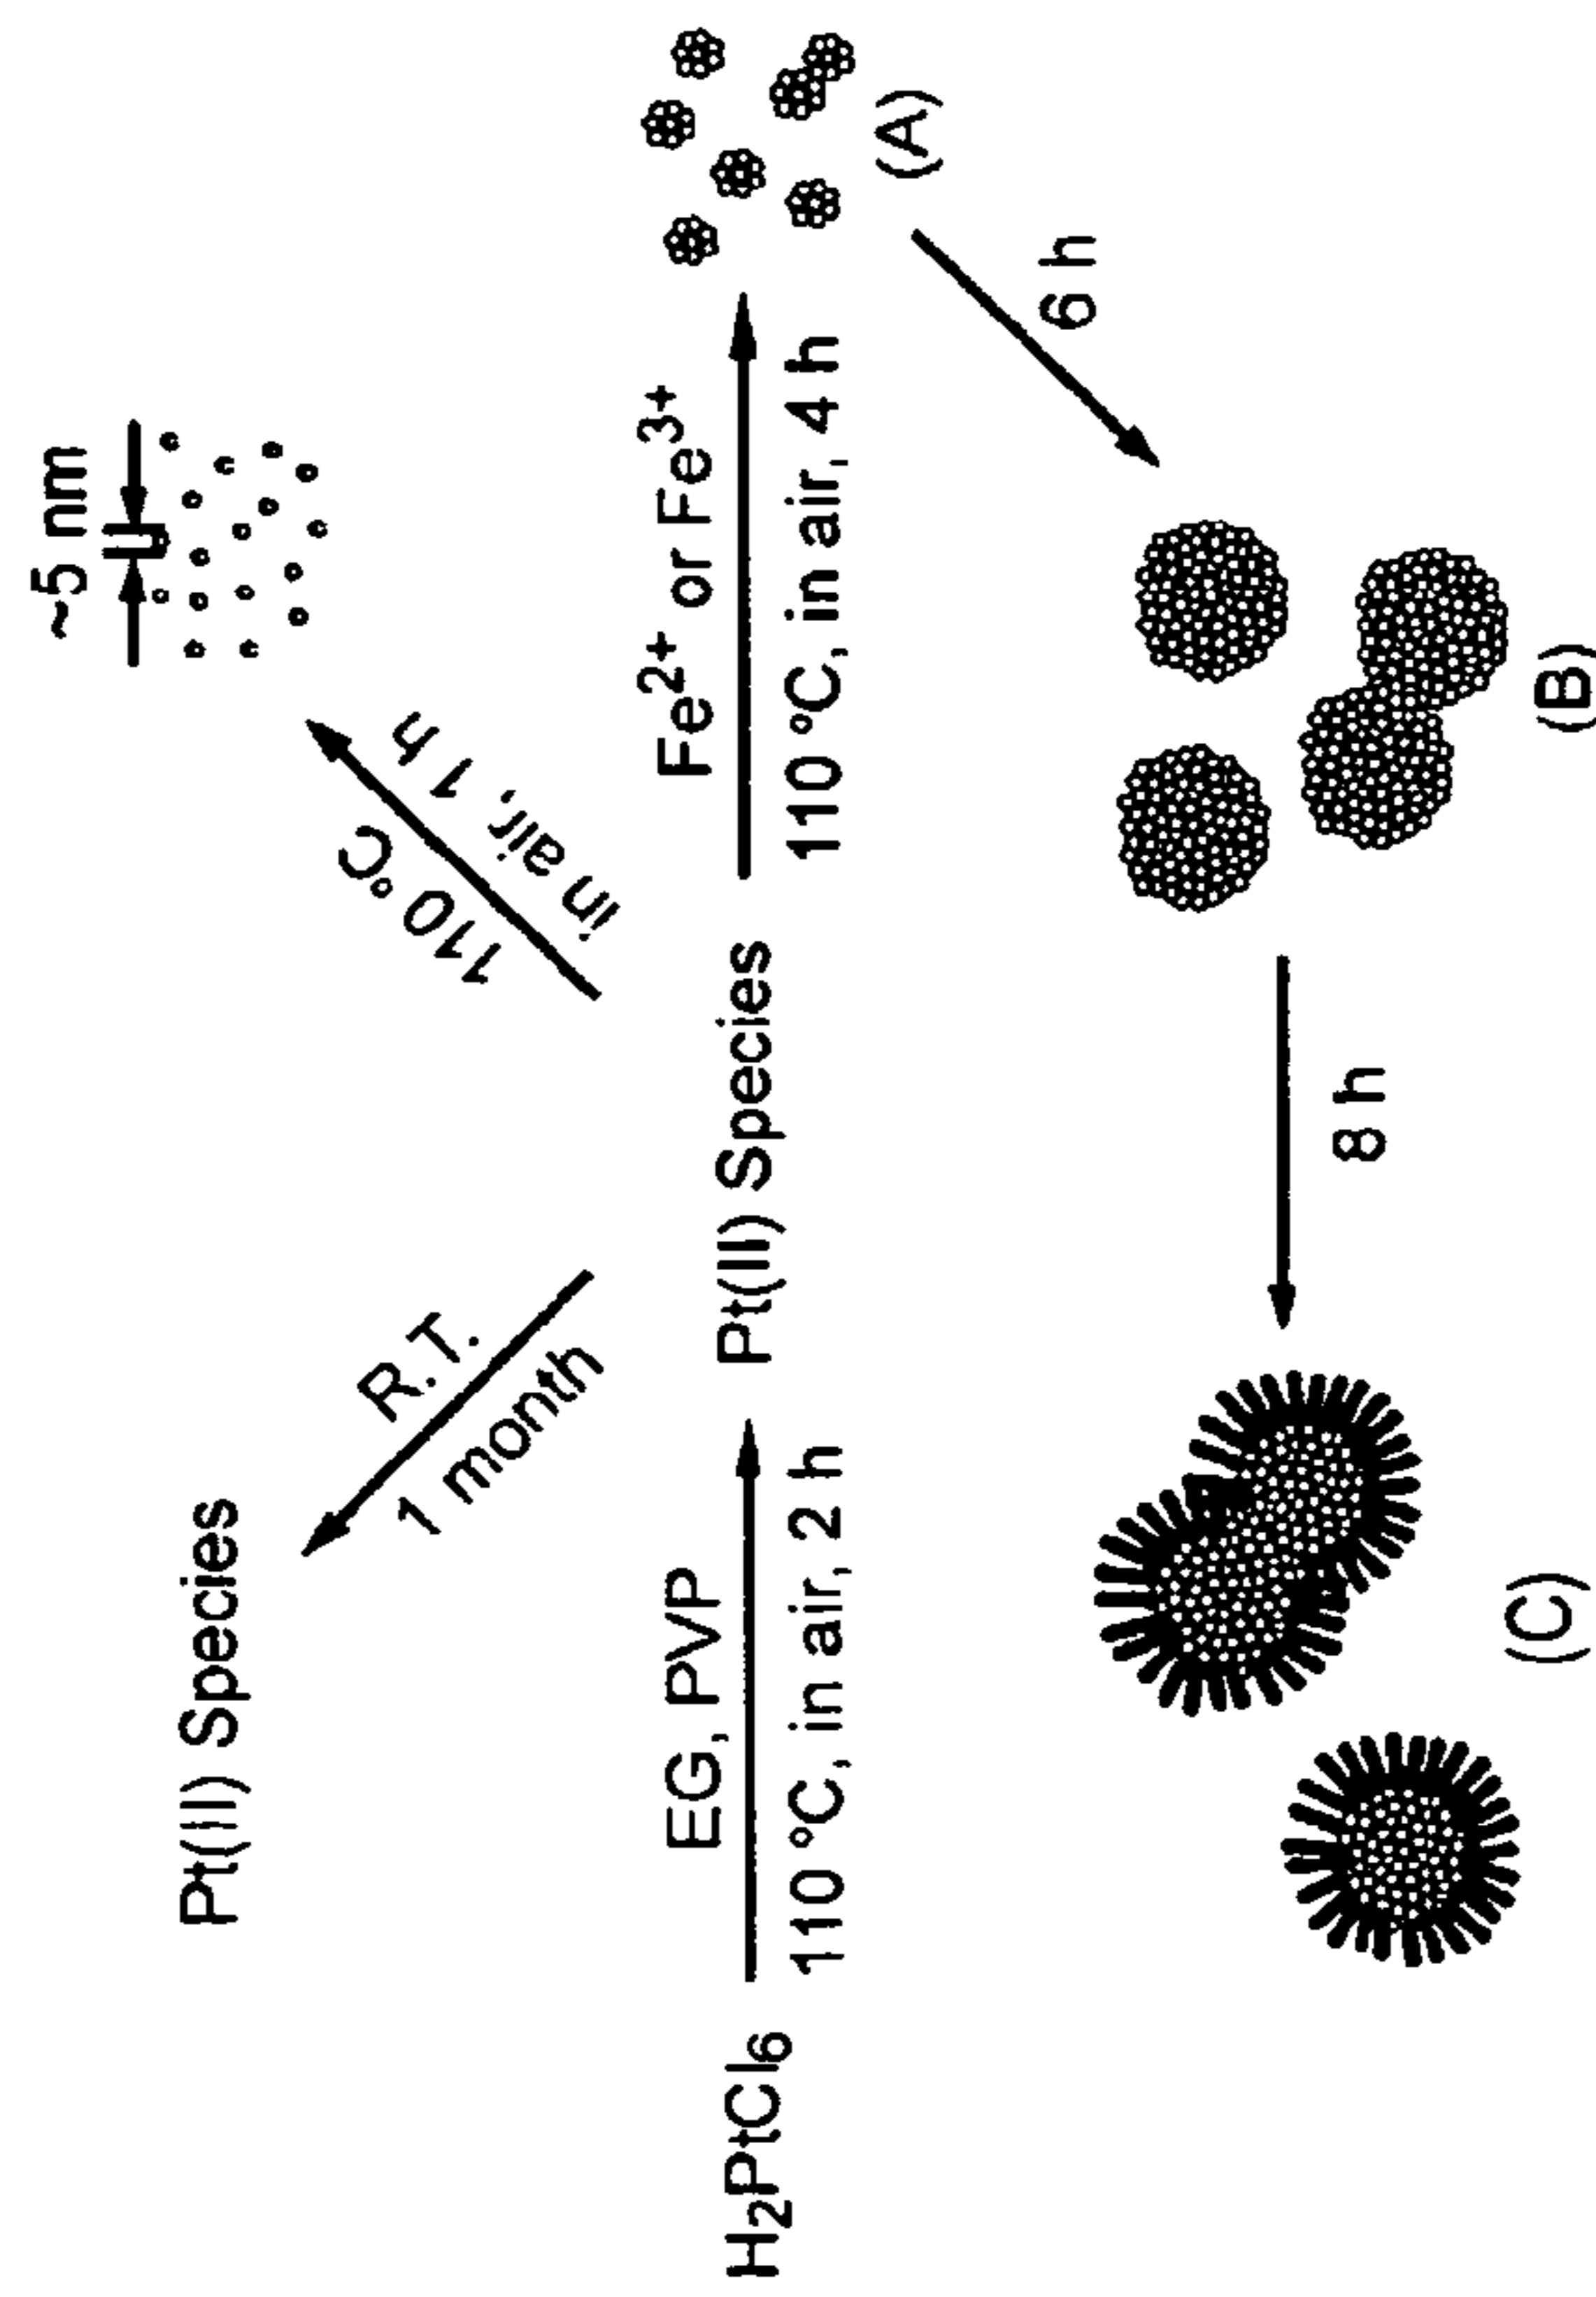 Pt(II) Species
R.T.
1 month
~5 nm
110 °C
in air, 1 h
H2PtCl6
EG, PVP
110 °C, in air, 2 h
Pt(II) Species
Fe2+ or Fe3+
110 °C, in air, 4 h
(A)
6 h
(B)
8 h
(C)